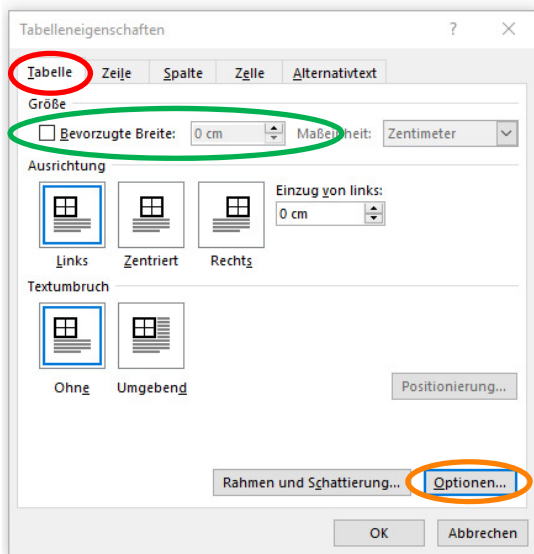 Tabelleneigenschaften ? ×
Tabelle Zeile Spalte Zelle Alternativtext
Größe
Bevorzugte Breite: 0 cm Maßeinheit: Zentimeter
Ausrichtung
Einzug von links:
0 cm
Links Zentriert Rechts
Textumbruch
Ohne Umgebend
Positionierung...
Rahmen und Schattierung... Optionen...
OK Abbrechen